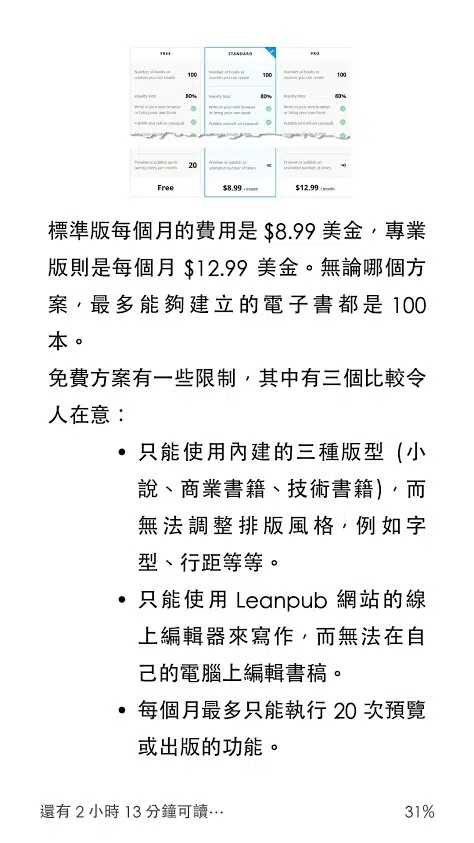 FREE
STANDARD
PRO
Number of books or
courses you can create
100
Number of books or
courses you can create
100
Number of books or
courses you can create
100
Royalty Rate
80%
Royalty Rate
80%
Royalty Rate
80%
Write in your web browser
or bring your own book
Write in your web browser
or bring your own book
Write in your web browser
or bring your own book
Publish and sell on Leanpub
Publish and sell on Leanpub
Publish and sell on Leanpub
Preview or publish up to
twenty times per month
20
Preview or publish an
unlimited number of times
∞
Preview or publish an
unlimited number of times
∞
Free
$8.99 / month
$12.99 / month
標準版每個月的費用是 $8.99 美金，專業
版則是每個月 $12.99 美金。無論哪個方
案，最多能夠建立的電子書都是 100
本。
免費方案有一些限制，其中有三個比較令
人在意：
• 只能使用內建的三種版型 (小
說、商業書籍、技術書籍)，而
無法調整排版風格，例如字
型、行距等等。
• 只能使用 Leanpub 網站的線
上編輯器來寫作，而無法在自
己的電腦上編輯書稿。
• 每個月最多只能執行 20 次預覽
或出版的功能。
還有 2 小時 13 分鐘可讀…
31%